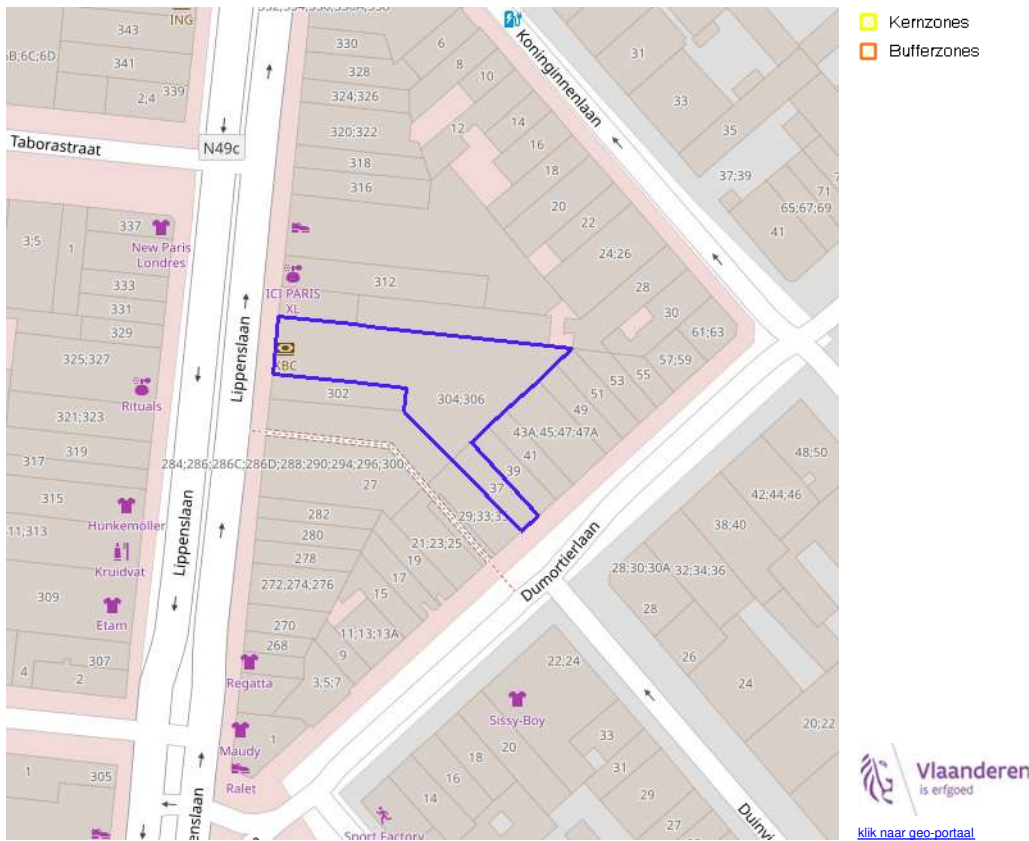 ING
343
341
2;4
339
330
328
324;326
320;322
318
316
6
8
10
12
14
16
18
20
22
24;26
28
30
61;63
57;59
55
53
51
49
43A;45;47;47A
41
39
37
Koninginnenlaan
31
33
35
37;39
71
65;67;69
41
Taborastraat
N49c
3;5
1
337
New Paris
Londres
333
331
329
325;327
Rituals
321;323
319
317
315
Hunkemöller
Kruidvat
309
Etam
307
4
2
1
305
Lippenslaan
Lippenslaan
312
ICI PARIS
XL
KBC
302
304;306
284;286;286C;286D;288;290;294;296;300
27
282
280
278
272;274;276
270
268
21;23;25
19
17
15
11;13;13A
9
3;5;7
1
Regatta
Maudy
Ralet
Dumortierlaan
48;50
42;44;46
38;40
28;30;30A
32;34;36
28
26
24
20;22
22;24
Sissy-Boy
33
31
29
27
20
18
16
14
Sport Factory
Kernzones
Bufferzones
Vlaanderen
is erfgoed
klik naar geo-portaal